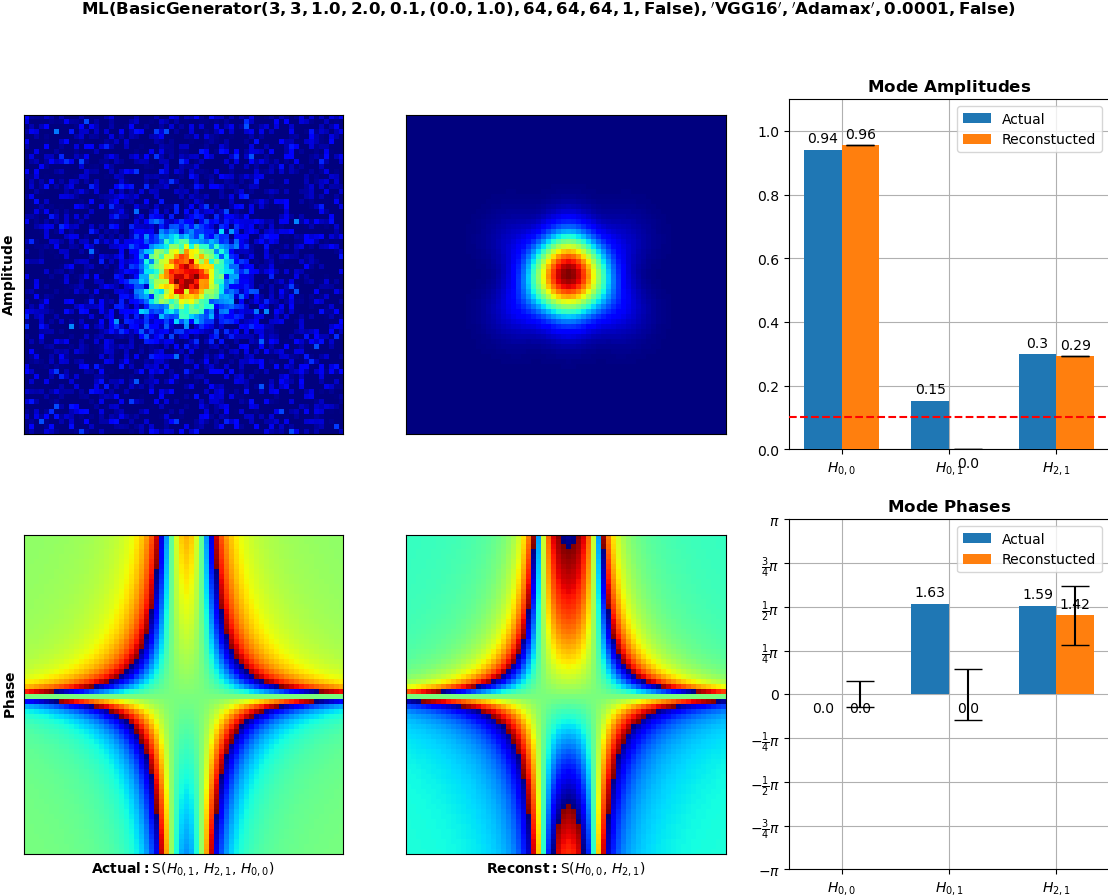 ML(BasicGenerator(3, 3, 1.0, 2.0, 0.1, (0.0, 1.0), 64, 64, 64, 1, False), ′VGG16′, ′Adamax′, 0.0001, False)
Amplitude
Mode Amplitudes
Actual
Reconstucted
0.94
0.96
0.15
0.0
0.3
0.29
1.0
0.8
0.6
0.4
0.2
0.0
H0,0
H0,1
H2,1
Phase
Actual: S(H0,1, H2,1, H0,0)
Reconst: S(H0,0, H2,1)
Mode Phases
Actual
Reconstucted
0.0
0.0
1.63
0.0
1.59
1.42
π
3/4π
1/2π
1/4π
0
−1/4π
−1/2π
−3/4π
−π
H0,0
H0,1
H2,1